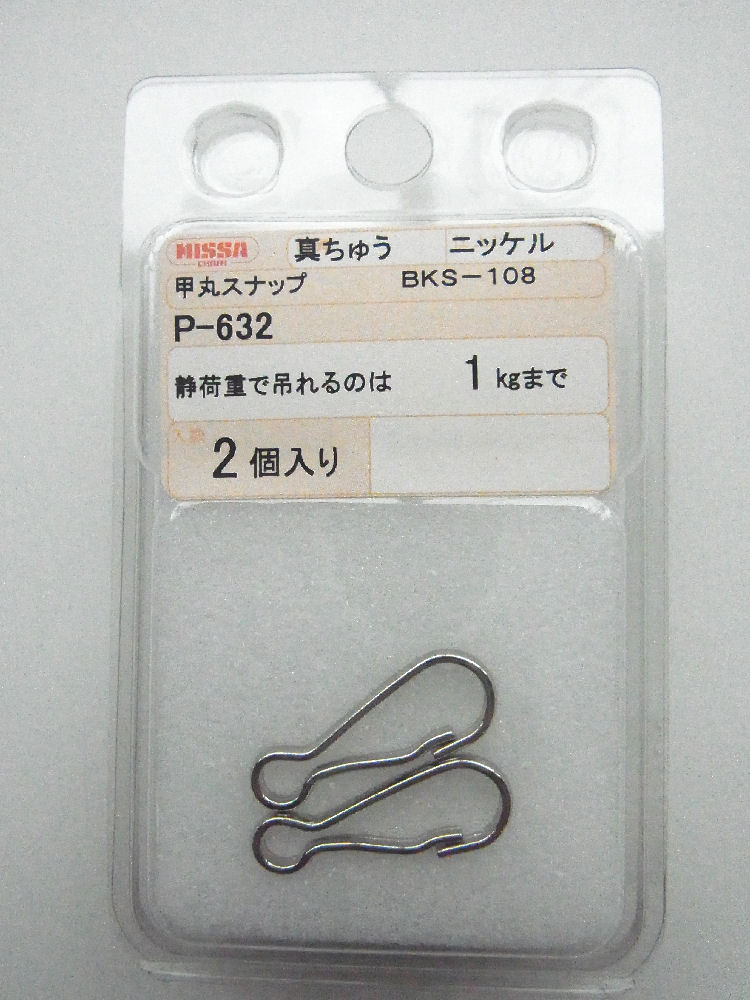 NISSA 真ちゅう ニッケル
CHAIN
甲丸スナップ BKS-108
P-632
静荷重で吊れるのは 1 kgまで
入数 2個入り